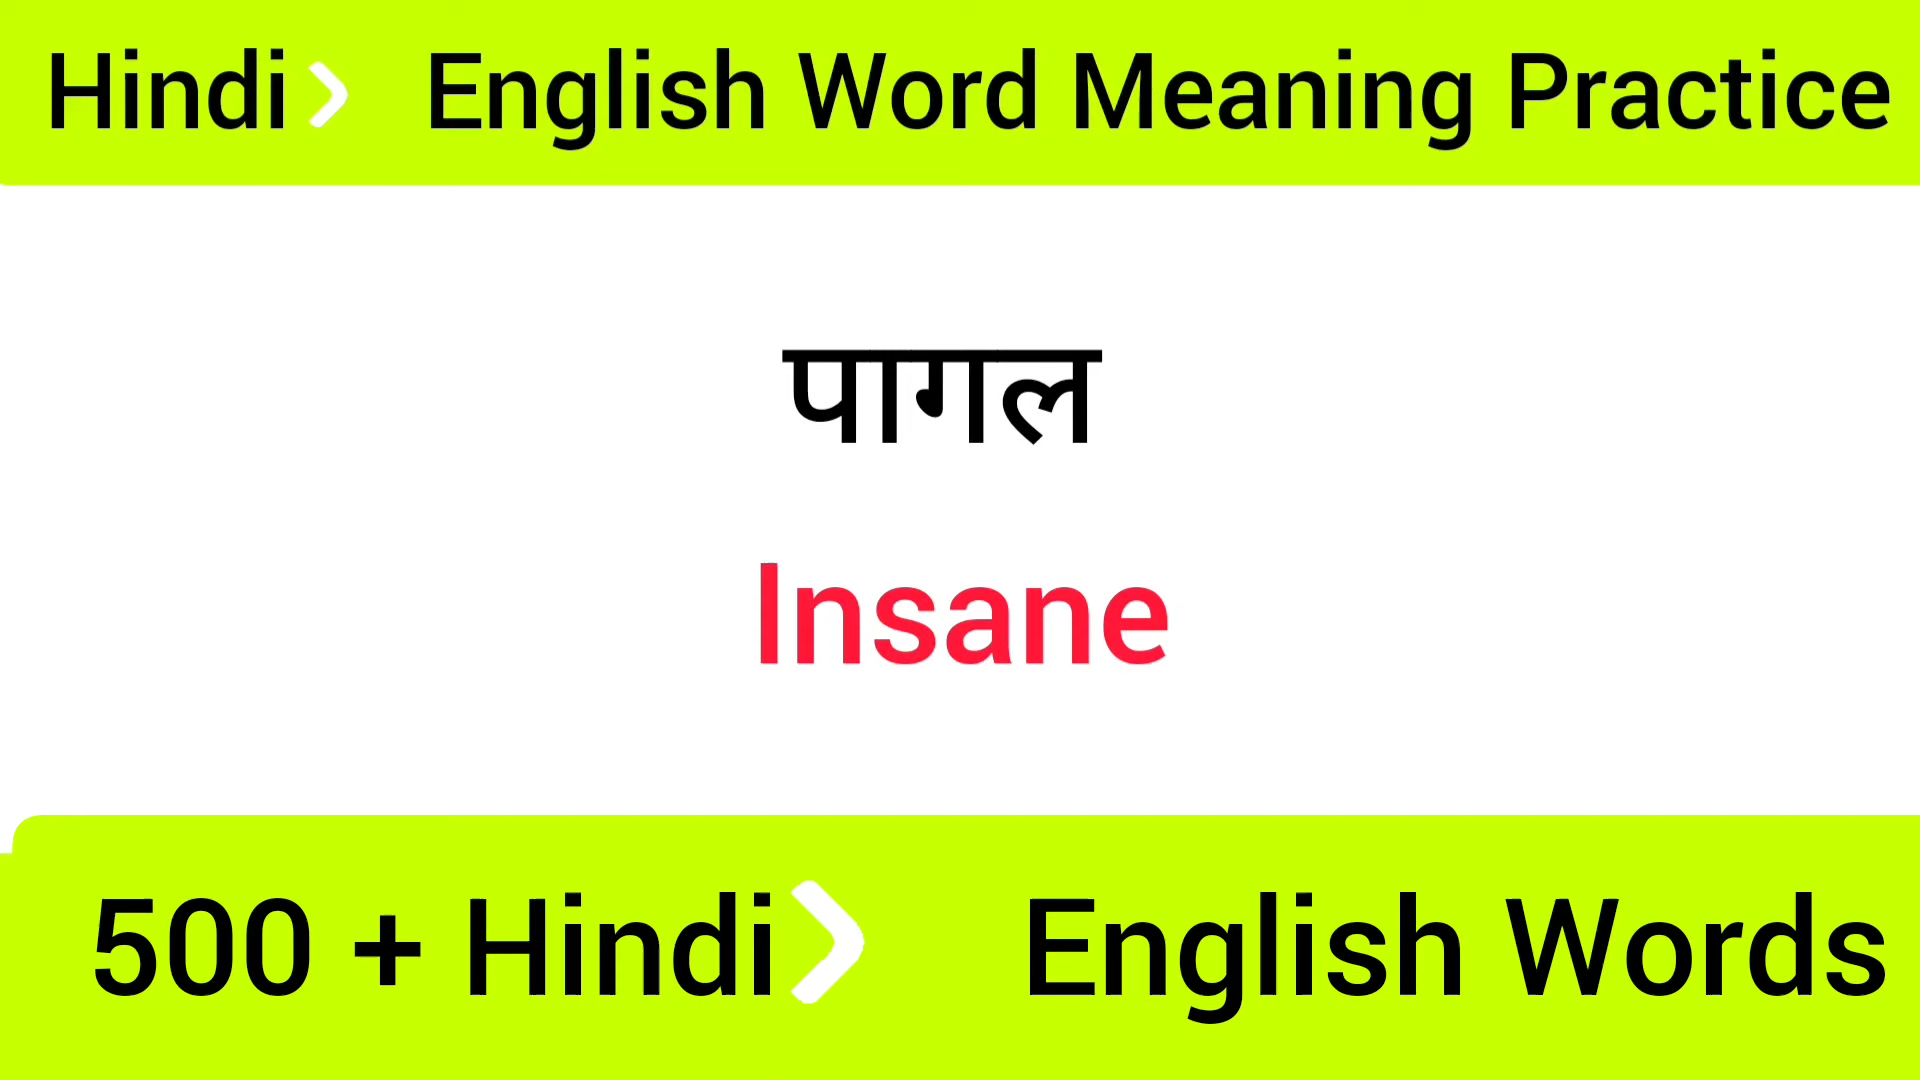 Hindi > English Word Meaning Practice
पागल
Insane
500 + Hindi > English Words